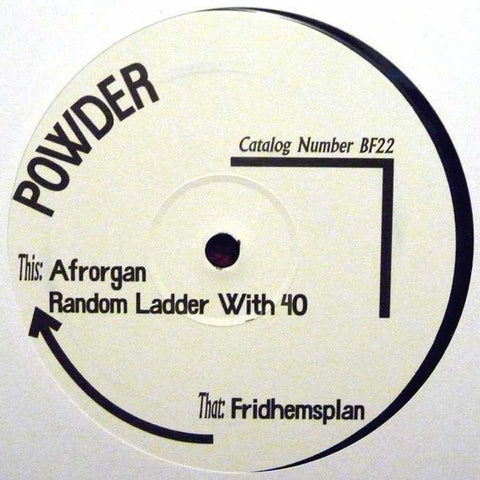 POWDER
Catalog Number BF22
This: Afrorgan
Random Ladder With 40
That: Fridhemsplan